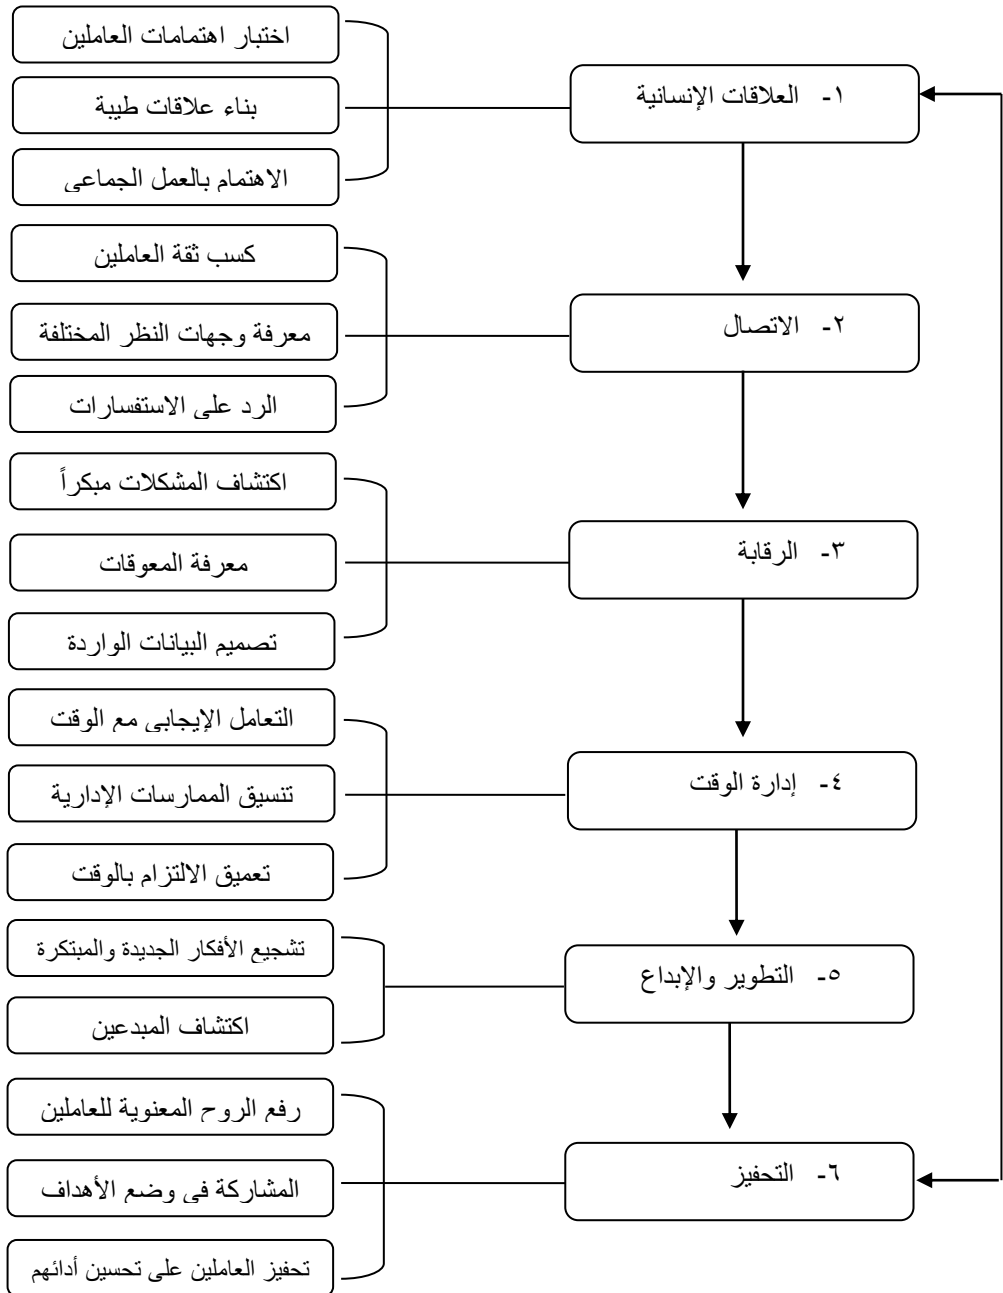 اختبار اهتمامات العاملين
١- العلاقات الإنسانية
بناء علاقات طيبة
الاهتمام بالعمل الجماعي
كسب ثقة العاملين
٢- الاتصال
معرفة وجهات النظر المختلفة
الرد على الاستفسارات
اكتشاف المشكلات مبكراً
٣- الرقابة
معرفة المعوقات
تصميم البيانات الواردة
التعامل الإيجابي مع الوقت
٤- إدارة الوقت
تنسيق الممارسات الإدارية
تعميق الالتزام بالوقت
تشجيع الأفكار الجديدة والمبتكرة
٥- التطوير والإبداع
اكتشاف المبدعين
رفع الروح المعنوية للعاملين
٦- التحفيز
المشاركة في وضع الأهداف
تحفيز العاملين على تحسين أدائهم